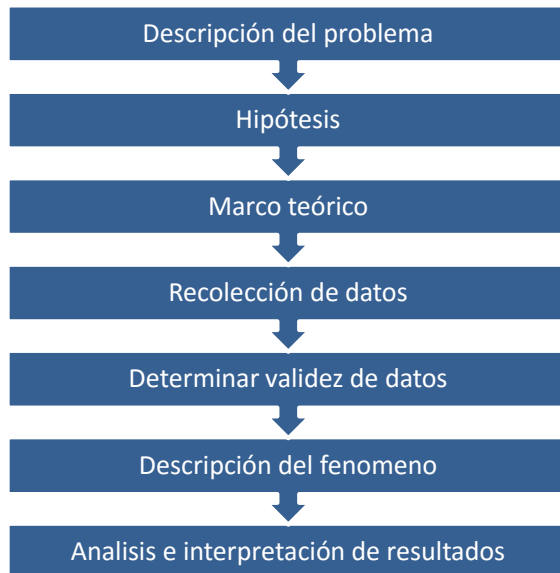 Descripción del problema
Hipótesis
Marco teórico
Recolección de datos
Determinar validez de datos
Descripción del fenomeno
Analisis e interpretación de resultados